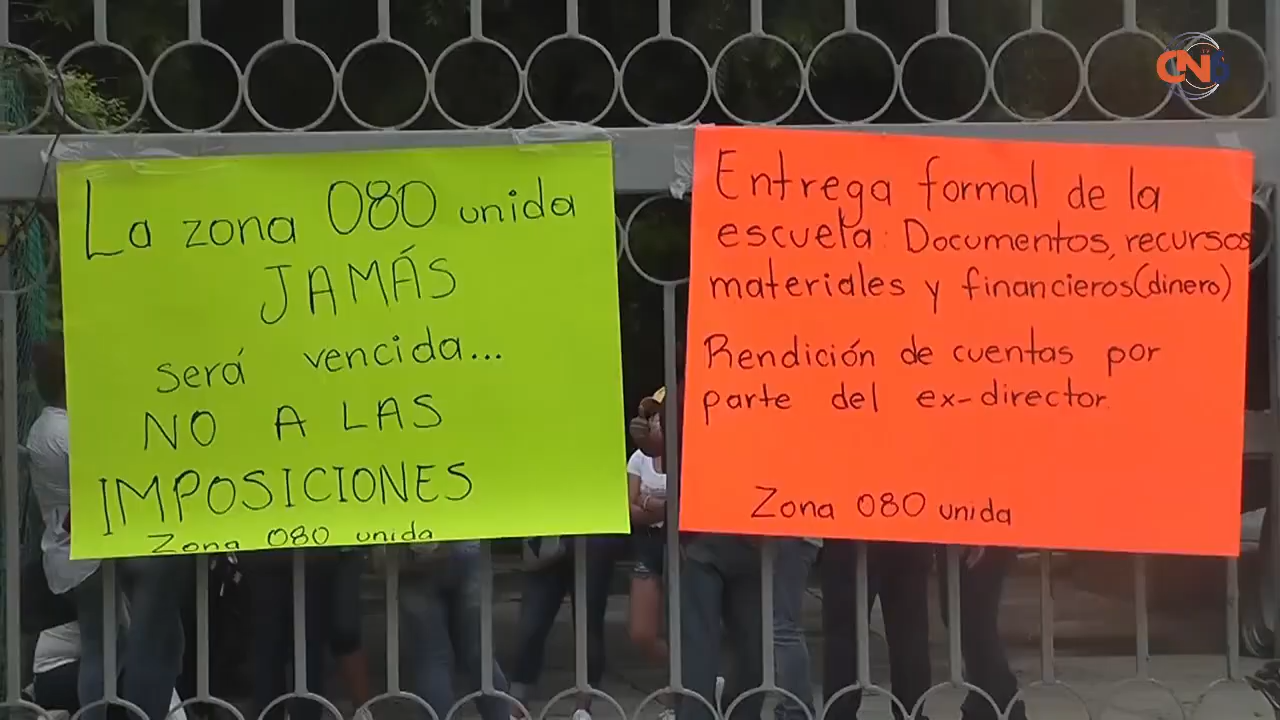 La zona 080 unida
JAMÁS
será vencida...
NO A LAS
IMPOSICIONES
Zona 080 unida
Entrega formal de la
escuela: Documentos, recursos
materiales y financieros(dinero)
Rendición de cuentas por
parte del ex-director.
Zona 080 unida
CN